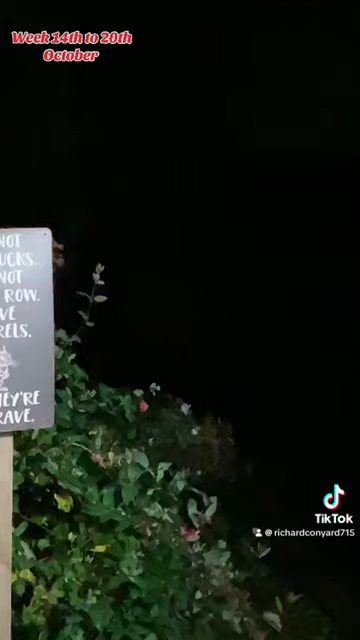 Week 14th to 20th
October
NOT
UCKS.
NOT
ROW.
VE
RELS.
HEY'RE
RAVE.
TikTok
@richardconyard715